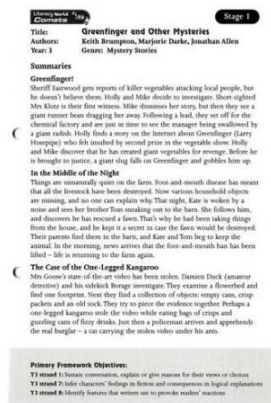 Literacy World
Comets
Stage 1
Title: Greenfinger and Other Mysteries
Authors: Keith Brumpton, Marjorie Darke, Jonathan Allen
Year: 3 Genre: Mystery Stories
Summaries
Greenfinger!
Sheriff Eastwood gets reports of killer vegetables attacking local people, but
he doesn't believe them. Holly and Mike decide to investigate. Short-sighted
Mrs Klotz is their first witness. Mike dismisses her story, but then they see a
giant runner bean dragging her away. Following a lead, they set off for the
chemical factory and are just in time to see the manager being swallowed by
a giant radish. Holly finds a story on the Internet about Greenfinger (Larry
Hosepipe) who felt insulted by second prize in the vegetable show. Holly
and Mike discover that he has created giant vegetables for revenge. Before he
is brought to justice, a giant slug falls on Greenfinger and gobbles him up.
In the Middle of the Night
Things are unnaturally quiet on the farm. Foot-and-mouth disease has meant
that all the livestock have been destroyed. Now various household objects
are missing, and no one can explain why. That night, Kate is woken by a
noise and sees her brother Tom sneaking out to the barn. She follows him,
and discovers he has rescued a fawn. That's why he had been taking things
from the house, and he kept it a secret in case the fawn would be destroyed.
Their parents find them in the barn, and Kate and Tom beg to keep the
animal. In the morning, news arrives that the foot-and-mouth ban has been
lifted – life is returning to the farm again.
The Case of the One-Legged Kangaroo
Mrs Goose's state-of-the-art video has been stolen. Damien Duck (amateur
detective) and his sidekick Borage investigate. They examine a flowerbed and
find one footprint. Next they find a collection of objects: empty cans, crisp
packets and an old sock. They try to piece the evidence together. Perhaps a
one-legged kangaroo stole the video while eating bags of crisps and
guzzling cans of fizzy drinks. Just then a policeman arrives and apprehends
the real burglar – a cat carrying the stolen video under his arm.
Primary Framework Objectives:
Y3 strand 1: Sustain conversation, explain or give reasons for their views or choices
Y3 strand 7: Infer characters' feelings in fiction and consequences in logical explanations
Y3 strand 8: Identify features that writers use to provoke readers' reactions